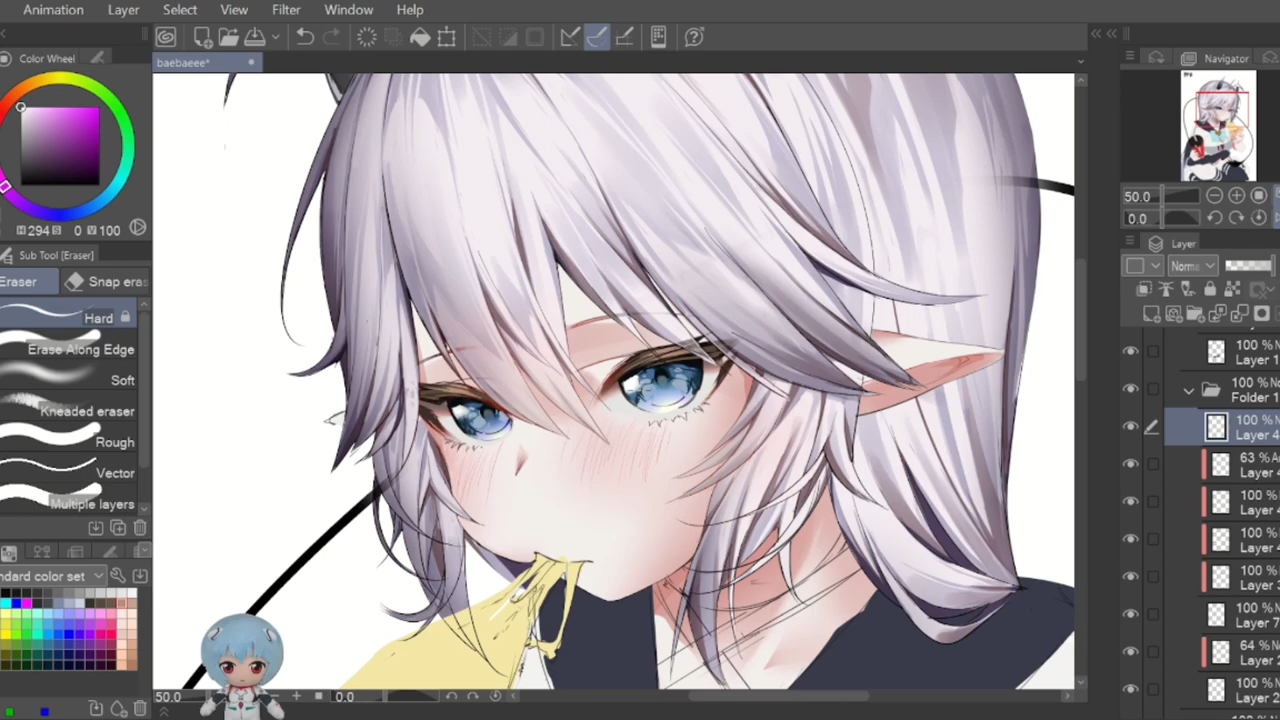 Animation Layer Select View Filter Window Help
Color Wheel
baebaeee*
Navigator
50.0
0.0
294 S 0 V 100
Sub Tool [Eraser]
Layer
Eraser Snap eras
Norma
Hard
Erase Along Edge
Soft
Kneaded eraser
Rough
Vector
Multiple layers
100 % N
Layer 1
100 % No
Folder 1
100 % N
Layer 4
63 % A
Layer 4
100 %
Layer 4
100 %
Layer 4
100 %
Layer 3
100 % N
Layer 7
64 %
Layer 2
100 % N
Layer 2
ndard color set
50.0 0.0